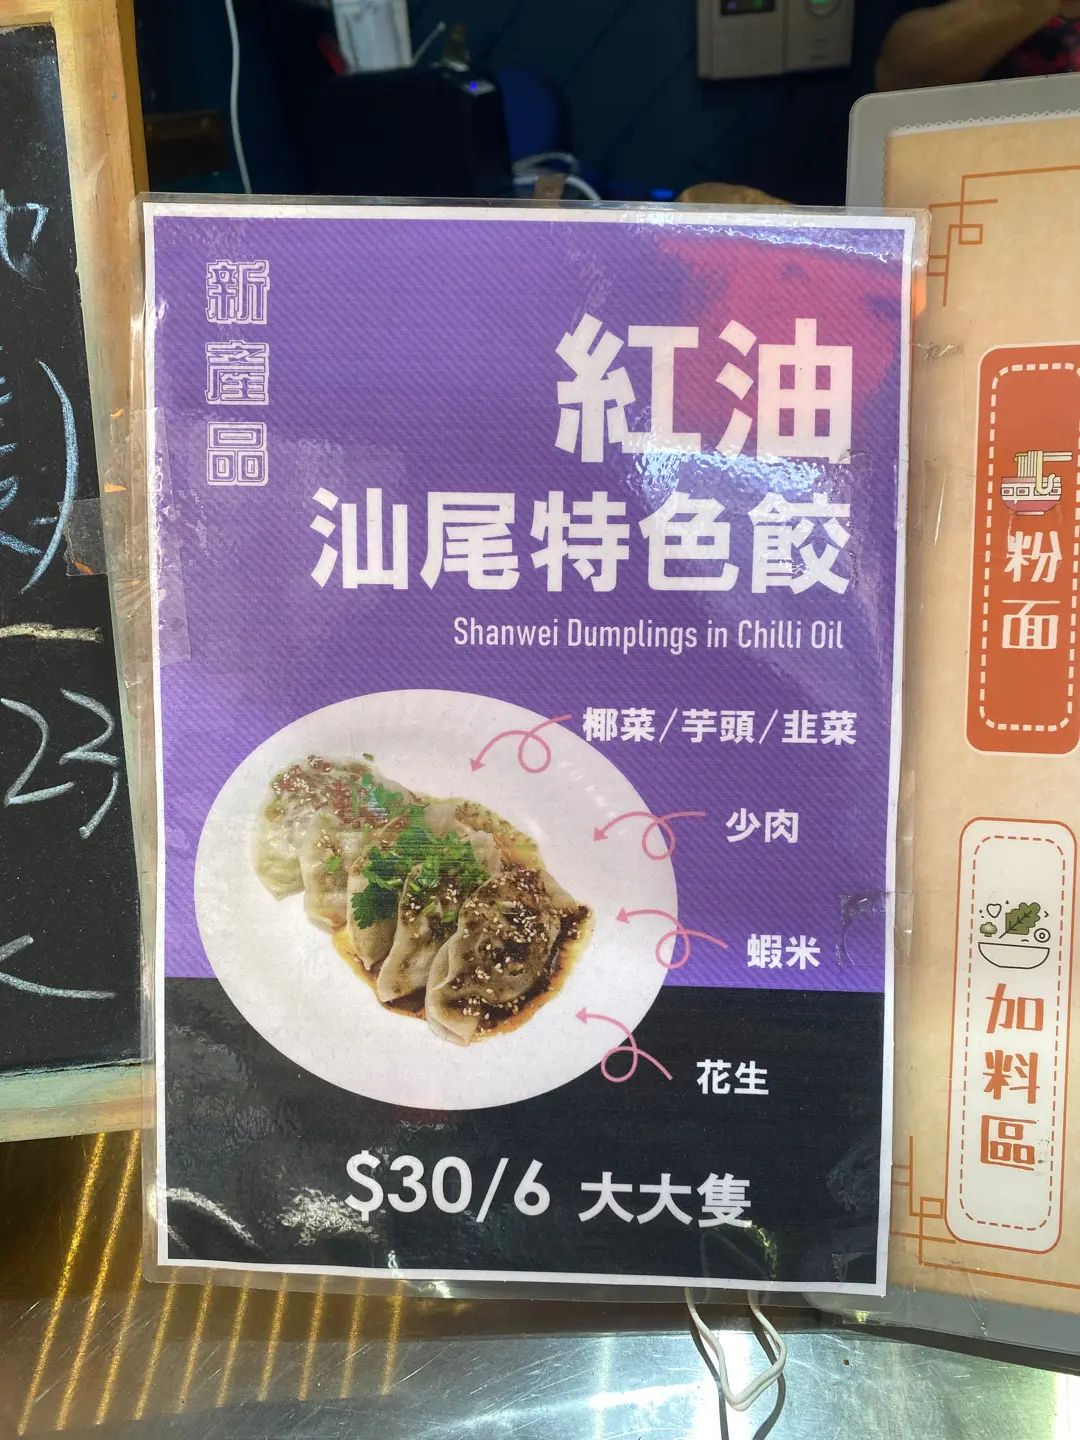 新產品
紅油
汕尾特色餃
Shanwei Dumplings in Chilli Oil
椰菜/芋頭/韭菜
少肉
蝦米
花生
$30/6 大大隻
23
粉面
加料區